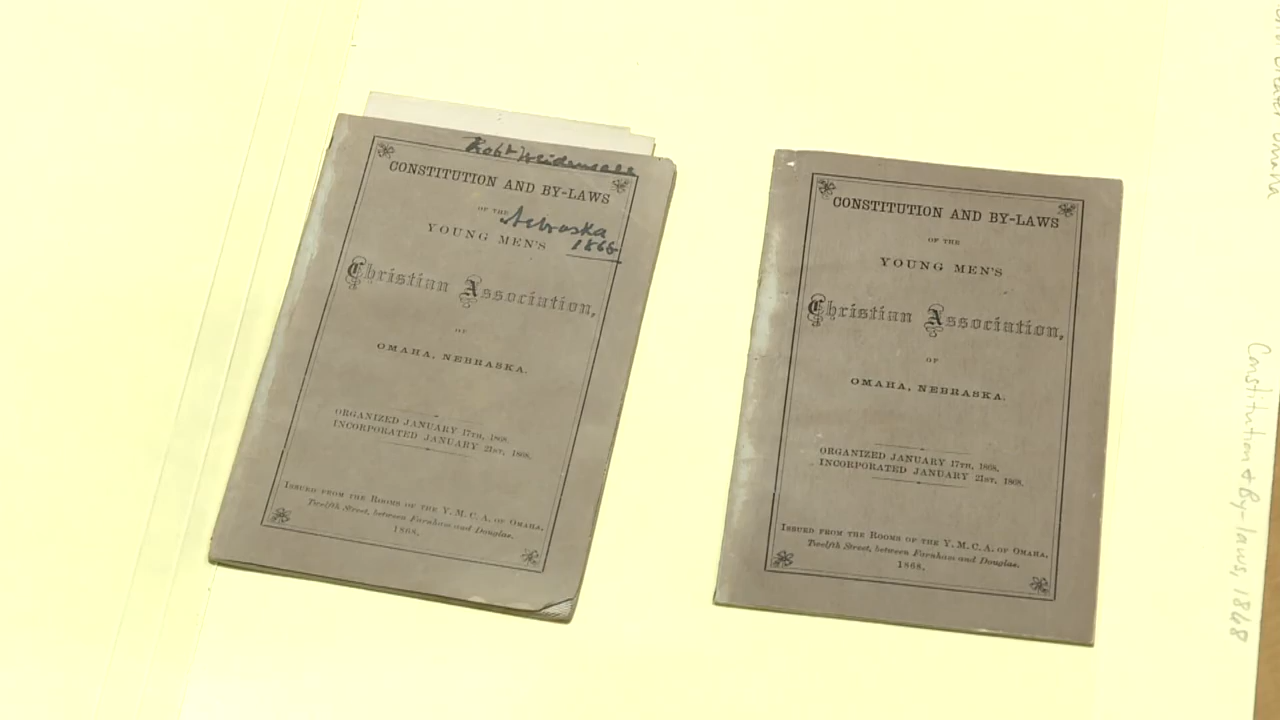 Robt Weidensall
CONSTITUTION AND BY-LAWS
OF THE
Nebraska
YOUNG MEN'S
1866
Christian Association,
OF
OMAHA, NEBRASKA.
ORGANIZED JANUARY 17TH, 1868.
INCORPORATED JANUARY 21ST, 1868.
ISSUED FROM THE ROOMS OF THE Y. M. C. A. OF OMAHA,
Twelfth Street, between Farnham and Douglas.
1868.
CONSTITUTION AND BY-LAWS
OF THE
YOUNG MEN'S
Christian Association,
OF
OMAHA, NEBRASKA.
ORGANIZED JANUARY 17TH, 1868.
INCORPORATED JANUARY 21ST, 1868.
ISSUED FROM THE ROOMS OF THE Y. M. C. A. OF OMAHA,
Twelfth Street, between Farnham and Douglas.
1868.
Omaha
Constitution & By-laws, 1868